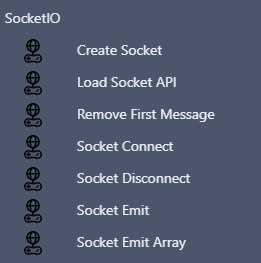 SocketIO
Create Socket
Load Socket API
Remove First Message
Socket Connect
Socket Disconnect
Socket Emit
Socket Emit Array